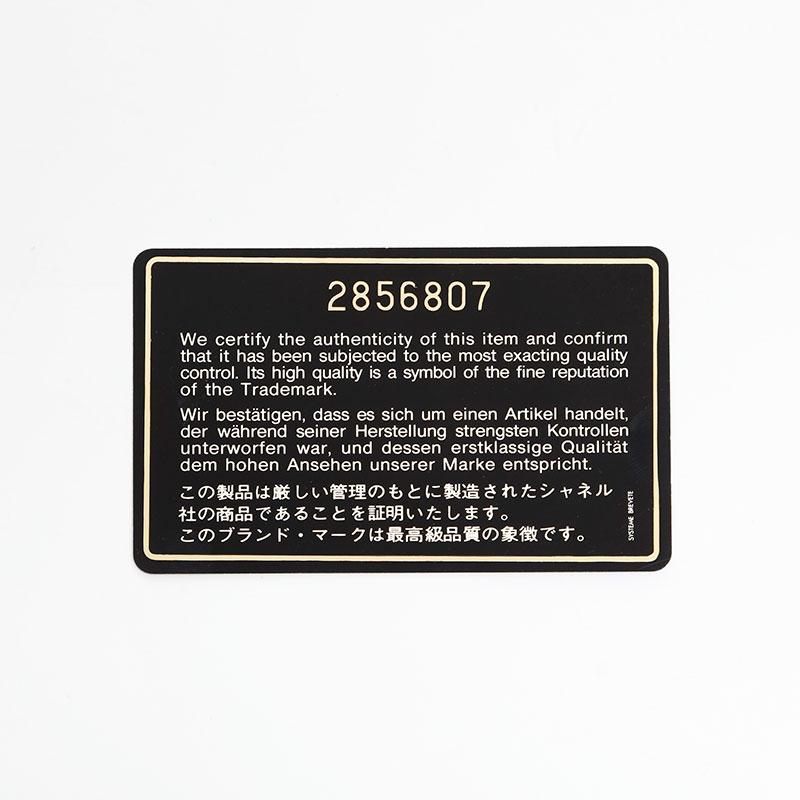 2856807
We certify the authenticity of this item and confirm
that it has been subjected to the most exacting quality
control. Its high quality is a symbol of the fine reputation
of the Trademark.
Wir bestätigen, dass es sich um einen Artikel handelt,
der während seiner Herstellung strengsten Kontrollen
unterworfen war, und dessen erstklassige Qualität
dem hohen Ansehen unserer Marke entspricht.
この製品は厳しい管理のもとに製造されたシャネル
社の商品であることを証明いたします。
このブランド・マークは最高級品質の象徴です。
SYSTEME BREVETE